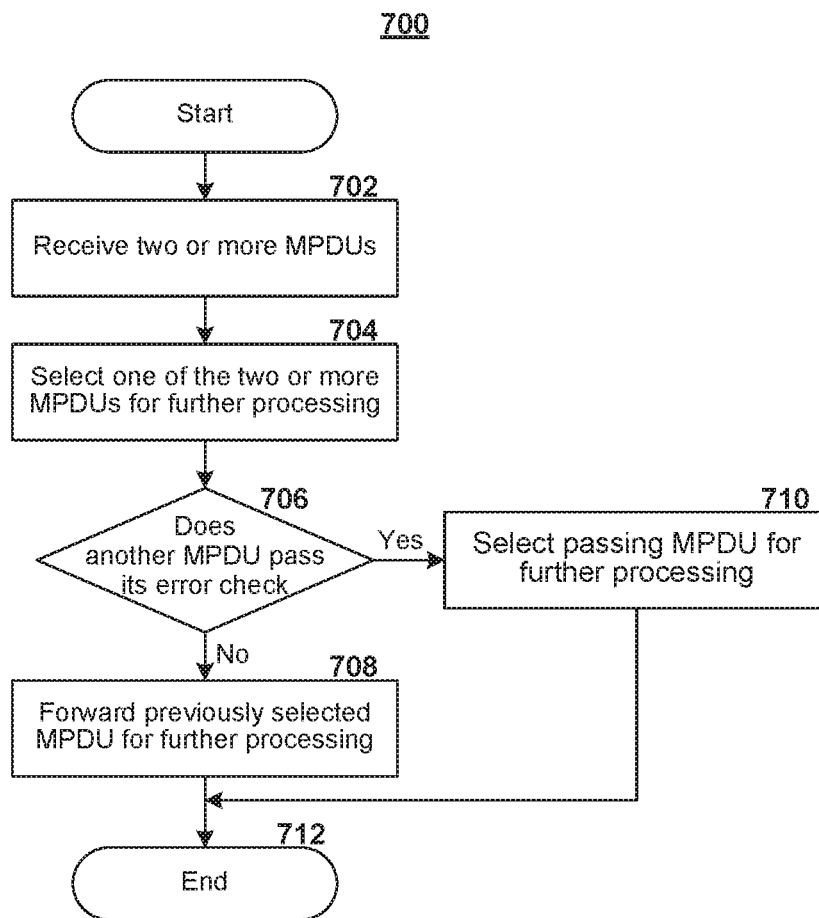 700
Start
702
Receive two or more MPDUs
704
Select one of the two or more
MPDUs for further processing
706
Does
another MPDU pass
its error check
Yes
710
Select passing MPDU for
further processing
No
708
Forward previously selected
MPDU for further processing
712
End